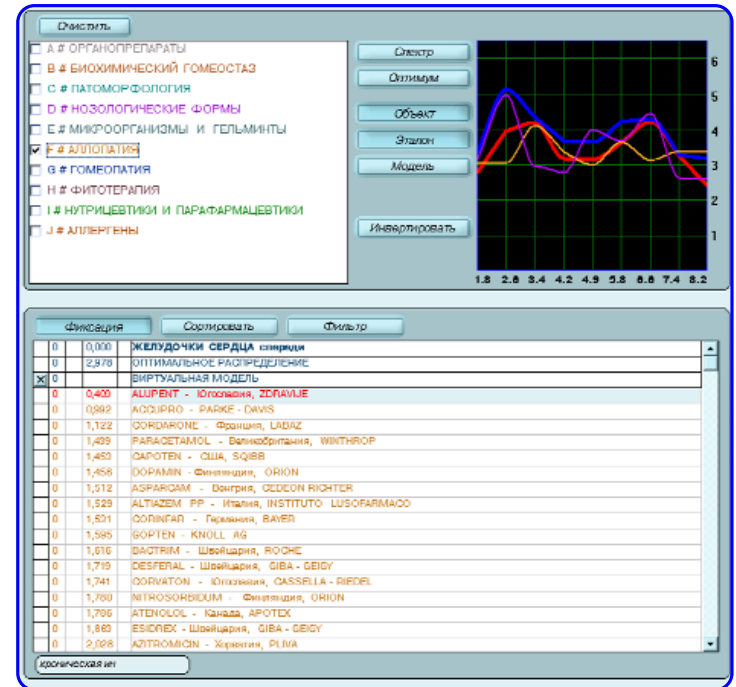 Очистить
A # ОРГАНОПРЕПАРАТЫ
B # БИОХИМИЧЕСКИЙ ГОМЕОСТАЗ
C # ПАТОМОРФОЛОГИЯ
D # НОЗОЛОГИЧЕСКИЕ ФОРМЫ
E # МИКРООРГАНИЗМЫ И ГЕЛЬМИНТЫ
F # АЛЛОПАТИЯ
G # ГОМЕОПАТИЯ
H # ФИТОТЕРАПИЯ
I # НУТРИЦЕВТИКИ И ПАРАФАРМАЦЕВТИКИ
J # АЛЛЕРГЕНЫ
Спектр
Оптимум
Объект
Эталон
Модель
Инвертировать
6
5
4
3
2
1
1.8 2.6 3.4 4.2 4.9 5.8 6.6 7.4 8.2
Фиксация Сортировать Фильтр
0 0,000 ЖЕЛУДОЧКИ СЕРДЦА спереди
0 2,978 ОПТИМАЛЬНОЕ РАСПРЕДЕЛЕНИЕ
0 ВИРТУАЛЬНАЯ МОДЕЛЬ
0 0,409 ALUPENT - Югославия, ZDRAVIJE
0 0,992 ACCUPRO - PARKE - DAVIS
0 1,122 CORDARONE - Франция, LABAZ
0 1,439 PARACETAMOL - Великобритания, WINTHROP
0 1,453 CAPOTEN - США, SQIBB
0 1,456 DOPAMIN - Финляндия, ORION
0 1,512 ASPARCAM - Венгрия, GEDEON RICHTER
0 1,529 ALTIAZEM PP - Италия, INSTITUTO LUSOFARMACO
0 1,531 CORINFAR - Германия, BAYER
0 1,595 GOPTEN - KNOLL AG
0 1,616 BACTRIM - Швейцария, ROCHE
0 1,719 DESFERAL - Швейцария, GIBA - GEIGY
0 1,741 CORVATON - Югославия, CASSELLA - RIEDEL
0 1,780 NITROSORBIDUM - Финляндия, ORION
0 1,786 ATENOLOL - Канада, APOTEX
0 1,863 ESIDREX - Швейцария, GIBA - GEIGY
0 2,028 AZITROMICIN - Хорватия, PLIVA
хроническая ин